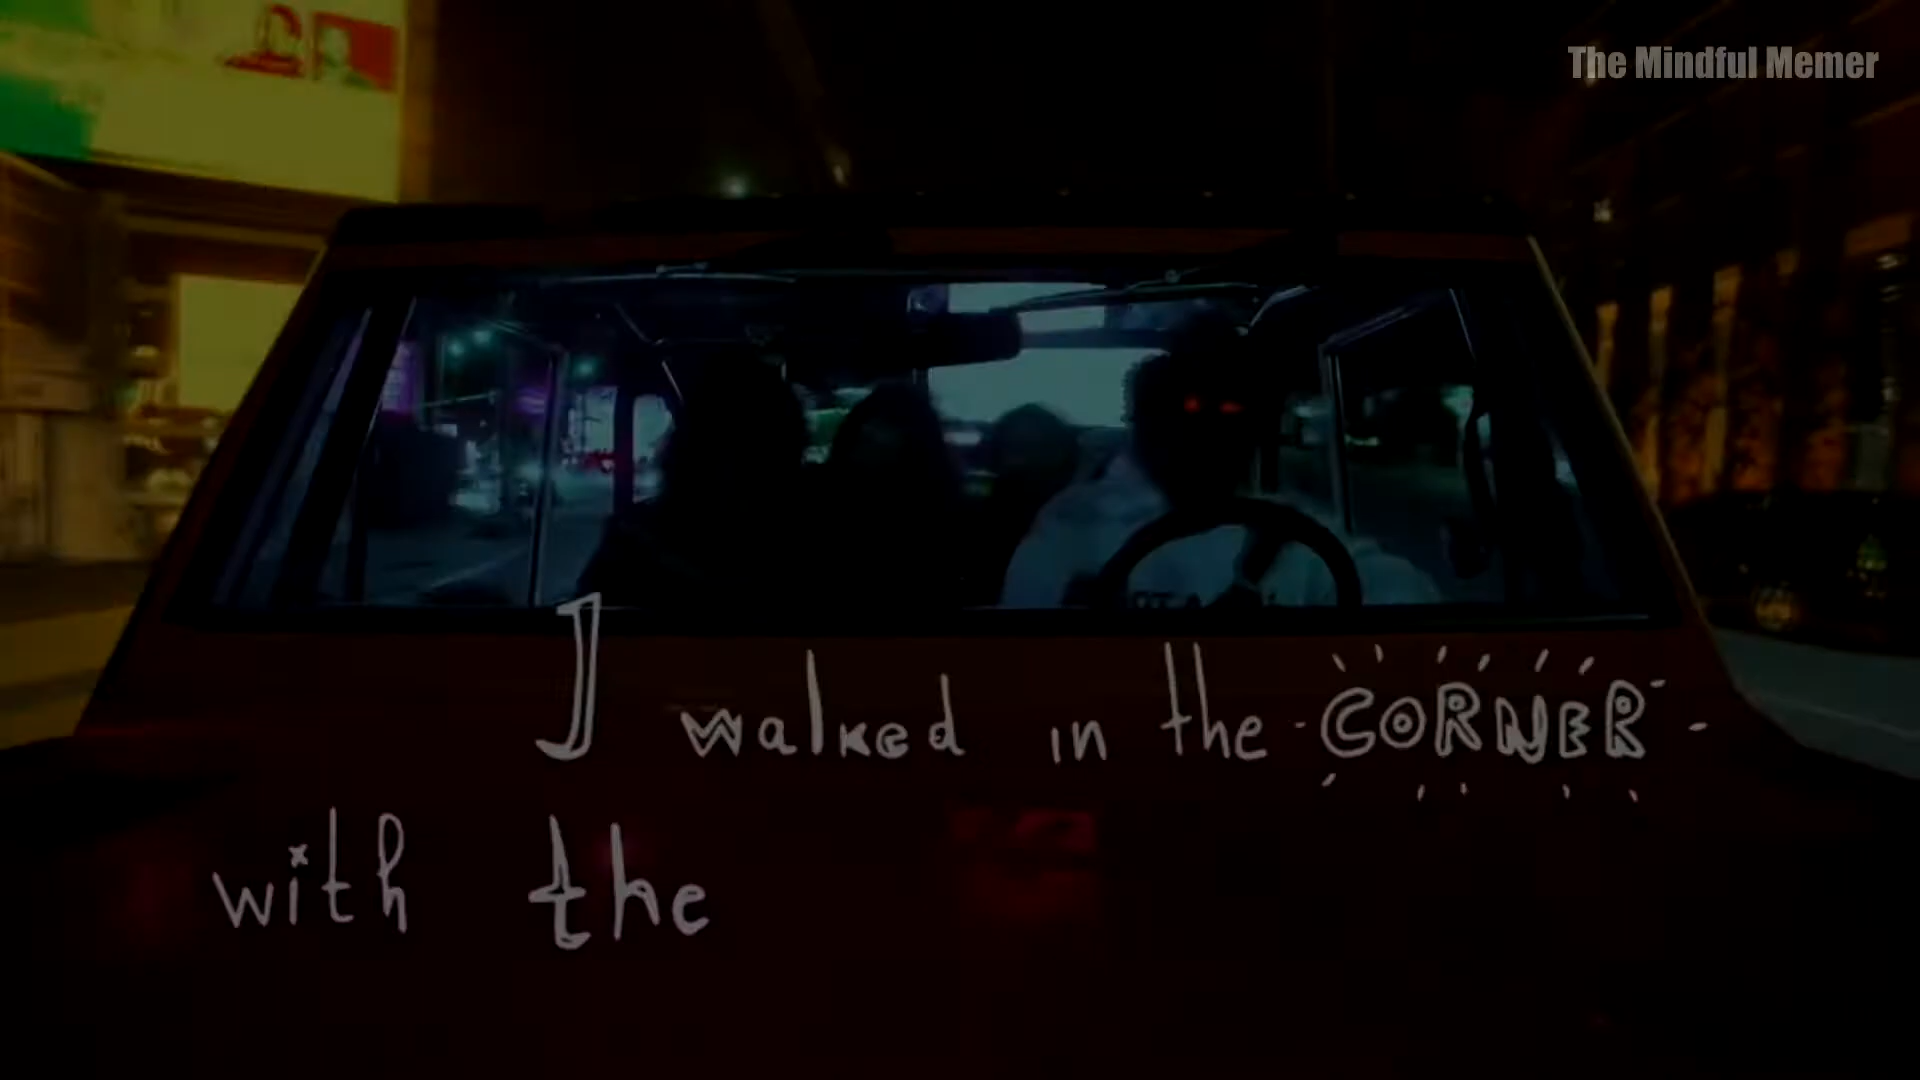 The Mindful Memer
I walked in the CORNER
with the